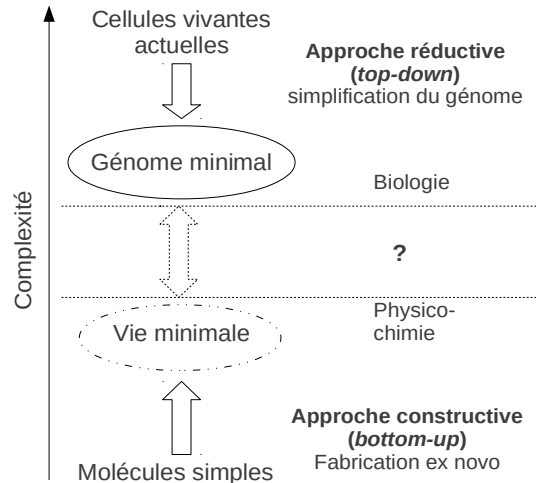 Cellules vivantes
actuelles
Approche réductive
(top-down)
simplification du génome
Génome minimal
Biologie
Complexité
?
Physico-
chimie
Vie minimale
Approche constructive
(bottom-up)
Fabrication ex novo
Molécules simples